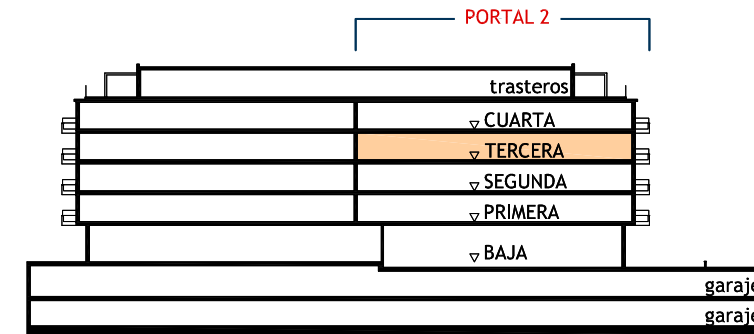 PORTAL 2
trasteros
CUARTA
TERCERA
SEGUNDA
PRIMERA
BAJA
garaje
garaje